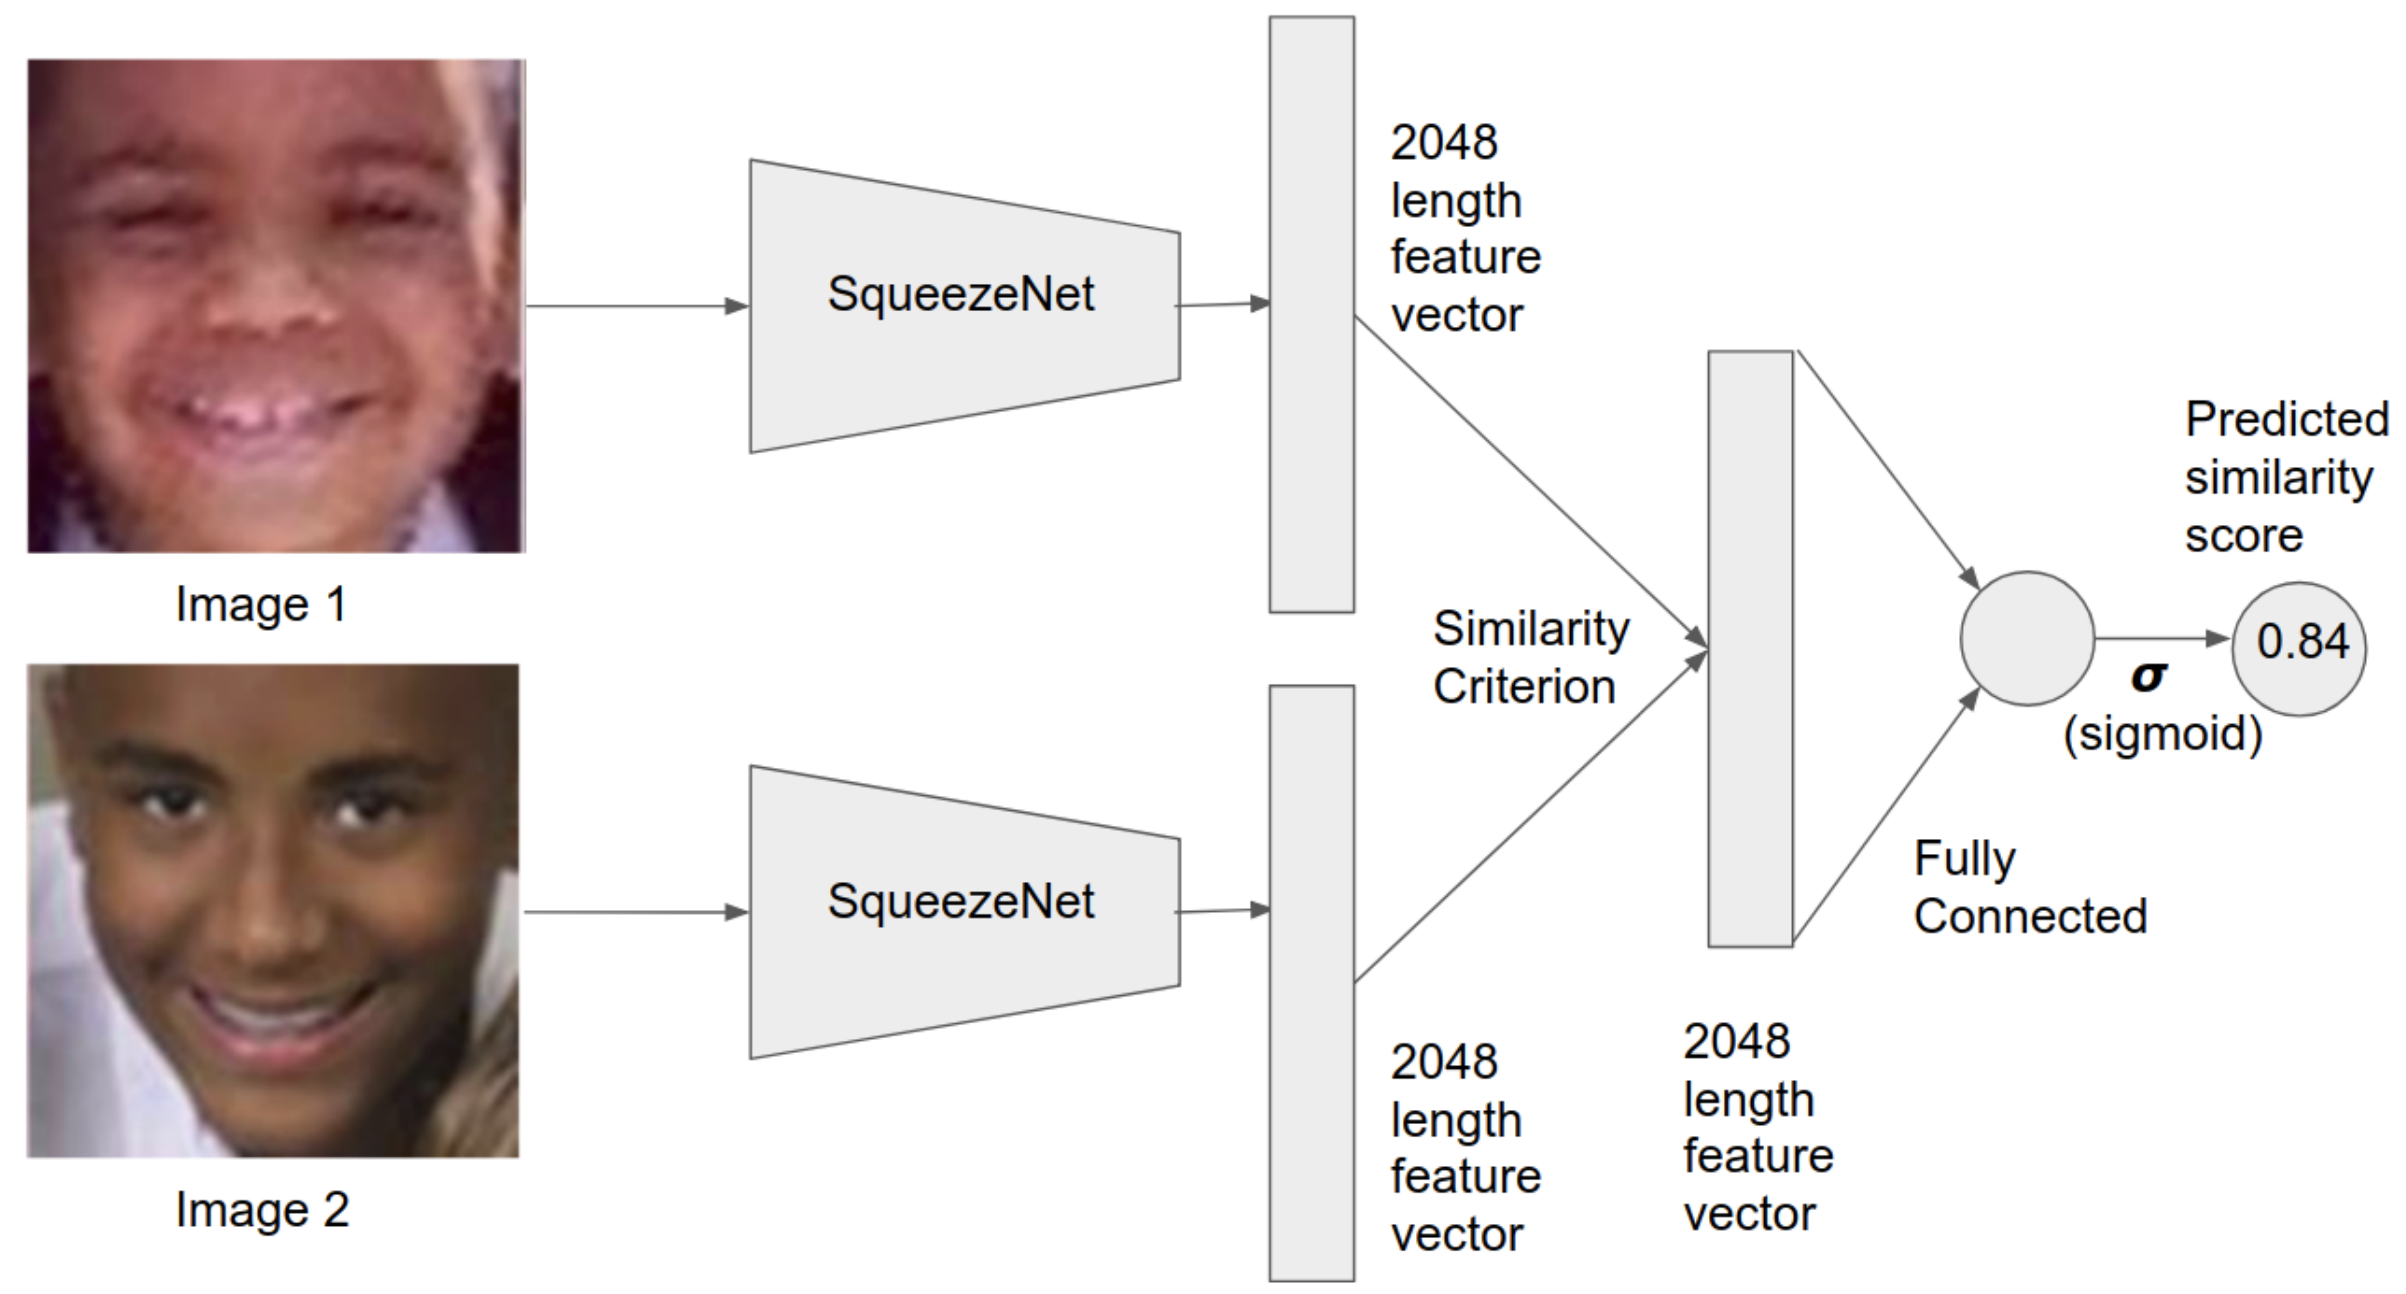 Image 1
SqueezeNet
2048
length
feature
vector
Similarity
Criterion
Image 2
SqueezeNet
2048
length
feature
vector
2048
length
feature
vector
Fully
Connected
σ
(sigmoid)
Predicted
similarity
score
0.84